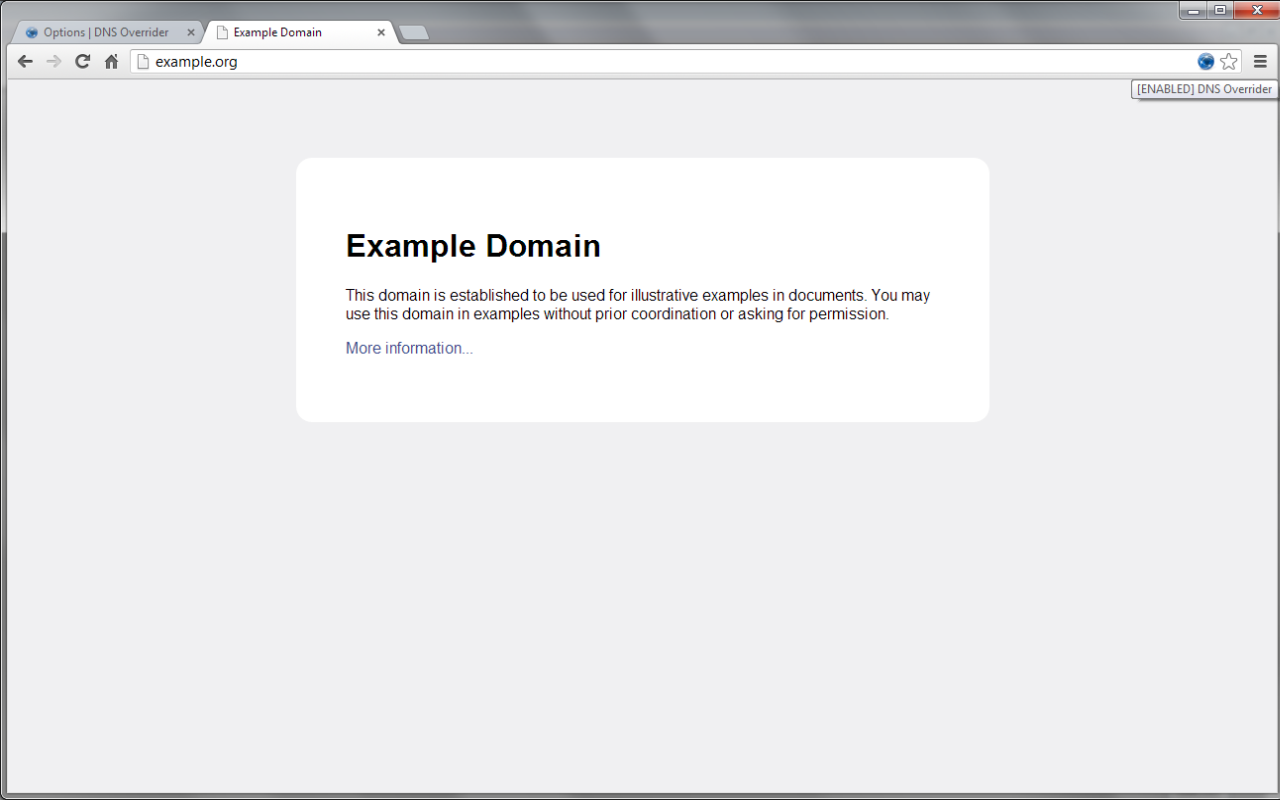 Options | DNS Overrider
Example Domain
example.org
[ENABLED] DNS Overrider
Example Domain
This domain is established to be used for illustrative examples in documents. You may
use this domain in examples without prior coordination or asking for permission.
More information...